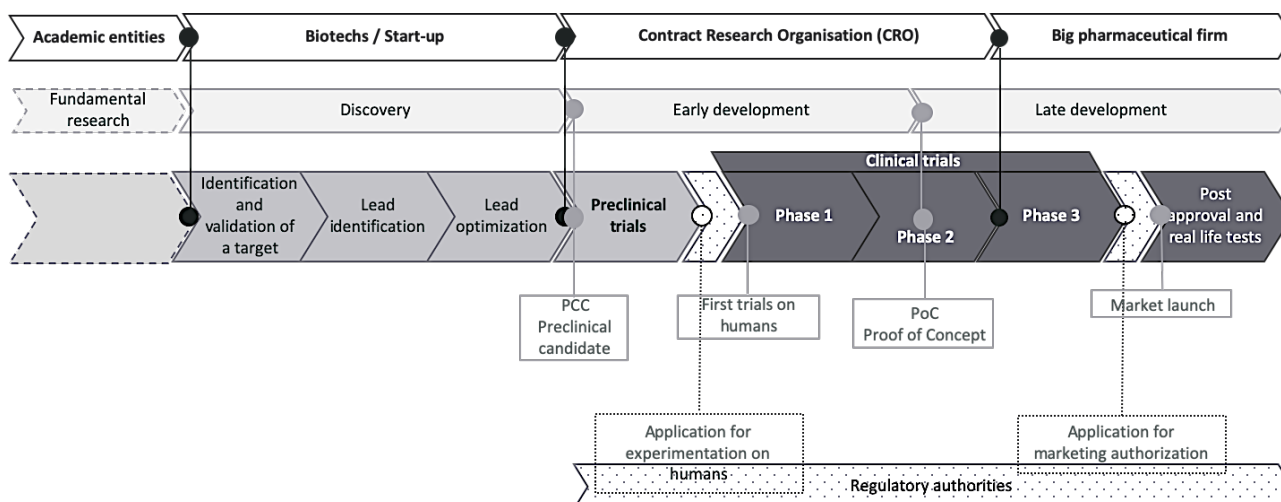 Academic entities
Biotechs / Start-up
Contract Research Organisation (CRO)
Big pharmaceutical firm
Fundamental
research
Discovery
Early development
Late development
Clinical trials
Identification
and
validation of
a target
Lead
identification
Lead
optimization
Preclinical
trials
Phase 1
Phase 2
Phase 3
Post
approval and
real life tests
PCC
Preclinical
candidate
First trials on
humans
PoC
Proof of Concept
Market launch
Application for
experimentation on
humans
Application for
marketing authorization
Regulatory authorities